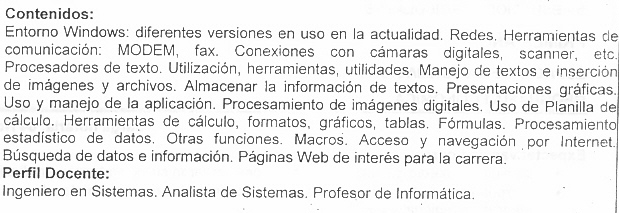 Contenidos:
Entorno Windows: diferentes versiones en uso en la actualidad. Redes. Herramientas de
comunicación: MODEM, fax. Conexiones con cámaras digitales, scanner, etc.
Procesadores de texto. Utilización, herramientas, utilidades. Manejo de textos e inserción
de imágenes y archivos. Almacenar la información de textos. Presentaciones gráficas.
Uso y manejo de la aplicación. Procesamiento de imágenes digitales. Uso de Planilla de
cálculo. Herramientas de cálculo, formatos, gráficos, tablas. Fórmulas. Procesamiento
estadístico de datos. Otras funciones. Macros. Acceso y navegación por Internet.
Búsqueda de datos e información. Páginas Web de interés para la carrera.
Perfil Docente:
Ingeniero en Sistemas. Analista de Sistemas. Profesor de Informática.